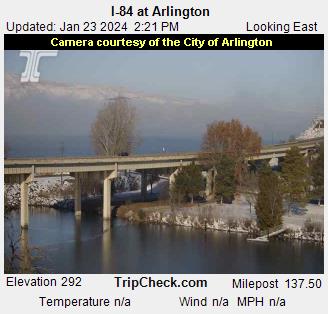 I-84 at Arlington
Updated: Jan 23 2024 2:21 PM Looking East
Camera courtesy of the City of Arlington
Elevation 292 TripCheck.com Milepost 137.50
Temperature n/a Wind n/a MPH n/a